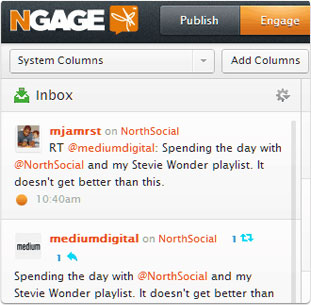 NGAGE Publish Engage
System Columns Add Columns
Inbox
mjamrst on NorthSocial
RT @mediumdigital: Spending the day with
@NorthSocial and my Stevie Wonder playlist. It
doesn't get better than this.
10:40am
medium
mediumdigital on NorthSocial 1
1
Spending the day with @NorthSocial and my
Stevie Wonder playlist. It doesn't get better than